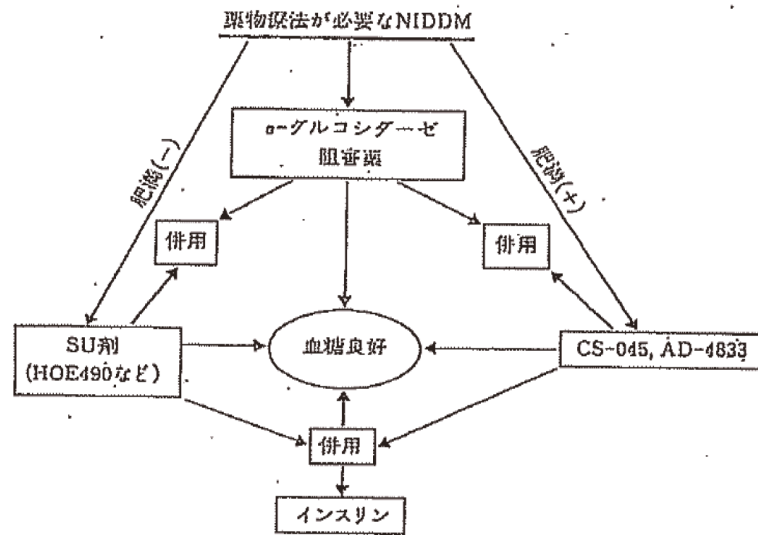 薬物療法が必要なNIDDM
α-グルコシダーゼ
阻害薬
肥満(−)
肥満(+)
併用
併用
SU剤
(HOE490など)
血糖良好
CS-045, AD-4833
併用
インスリン